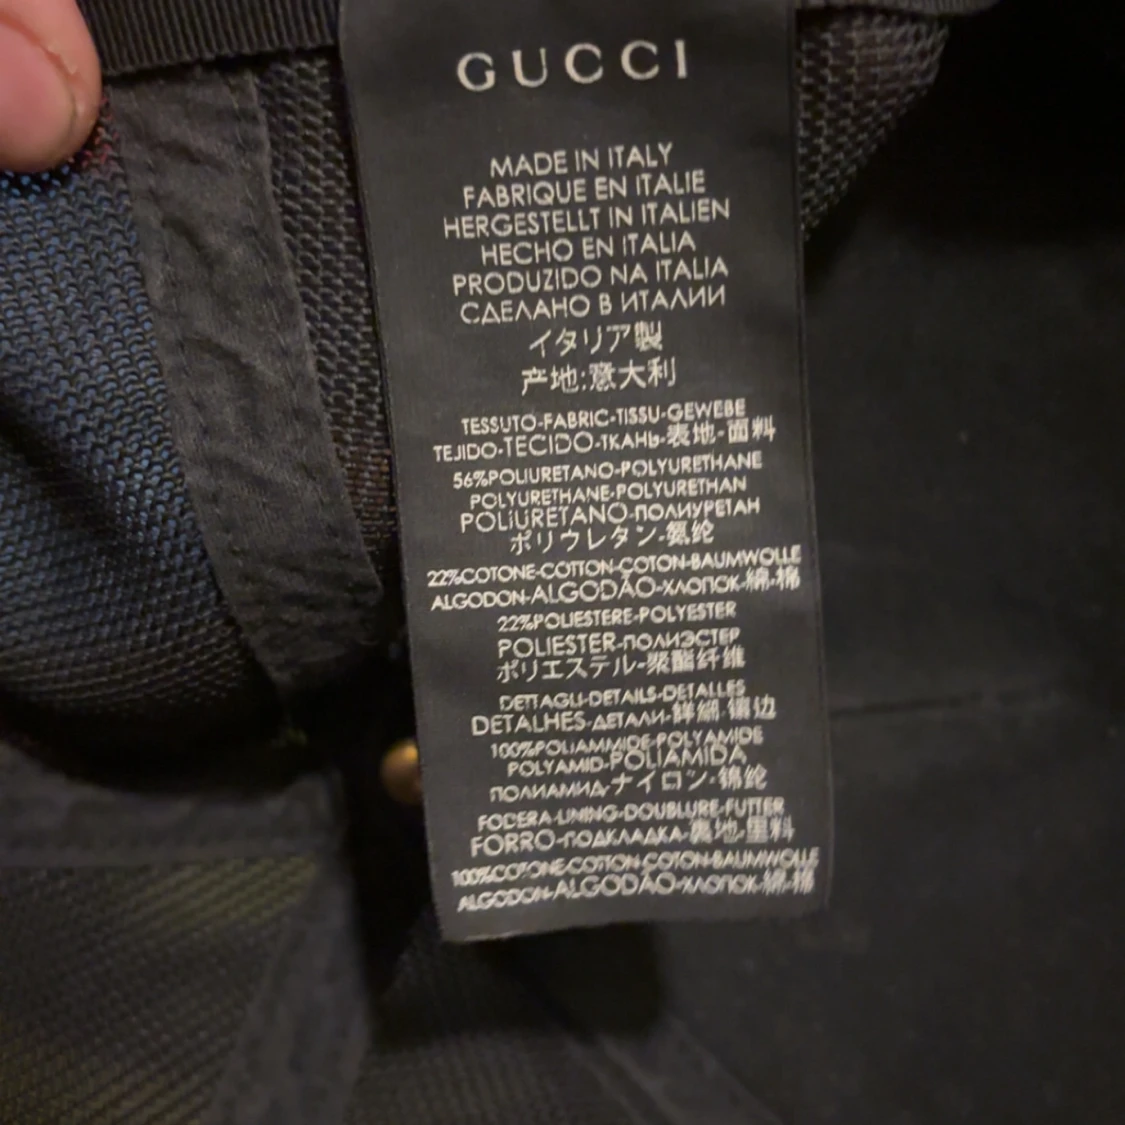 GUCCI
MADE IN ITALY
FABRIQUE EN ITALIE
HERGESTELLT IN ITALIEN
HECHO EN ITALIA
PRODUZIDO NA ITALIA
СДЕЛАНО В ИТАЛИИ
イタリア製
产地:意大利
TESSUTO-FABRIC-TISSU-GEWEBE
TEJIDO-TECIDO-ТКАНЬ-表地-面料
56%POLIURETANO-POLYURETHANE
POLYURETHANE-POLYURETHAN
POLIURETANO-ПОЛИУРЕТАН
ポリウレタン-氨纶
22%COTONE-COTTON-COTON-BAUMWOLLE
ALGODON-ALGODÃO-ХЛОПОК-綿-棉
22%POLIESTERE-POLYESTER
POLIESTER-ПОЛИЭСТЕР
ポリエステル-聚酯纤维
DETTAGLI-DETAILS-DETALLES
DETALHES-ДЕТАЛИ-詳細-镶边
100%POLIAMMIDE-POLYAMIDE
POLYAMID-POLIAMIDA
ПОЛИАМИД-ナイロン-锦纶
FODERA-LINING-DOUBLURE-FUTTER
FORRO-ПОДКЛАДКА-裏地-里料
100%COTONE-COTTON-COTON-BAUMWOLLE
ALGODON-ALGODÃO-ХЛОПОК-綿-棉